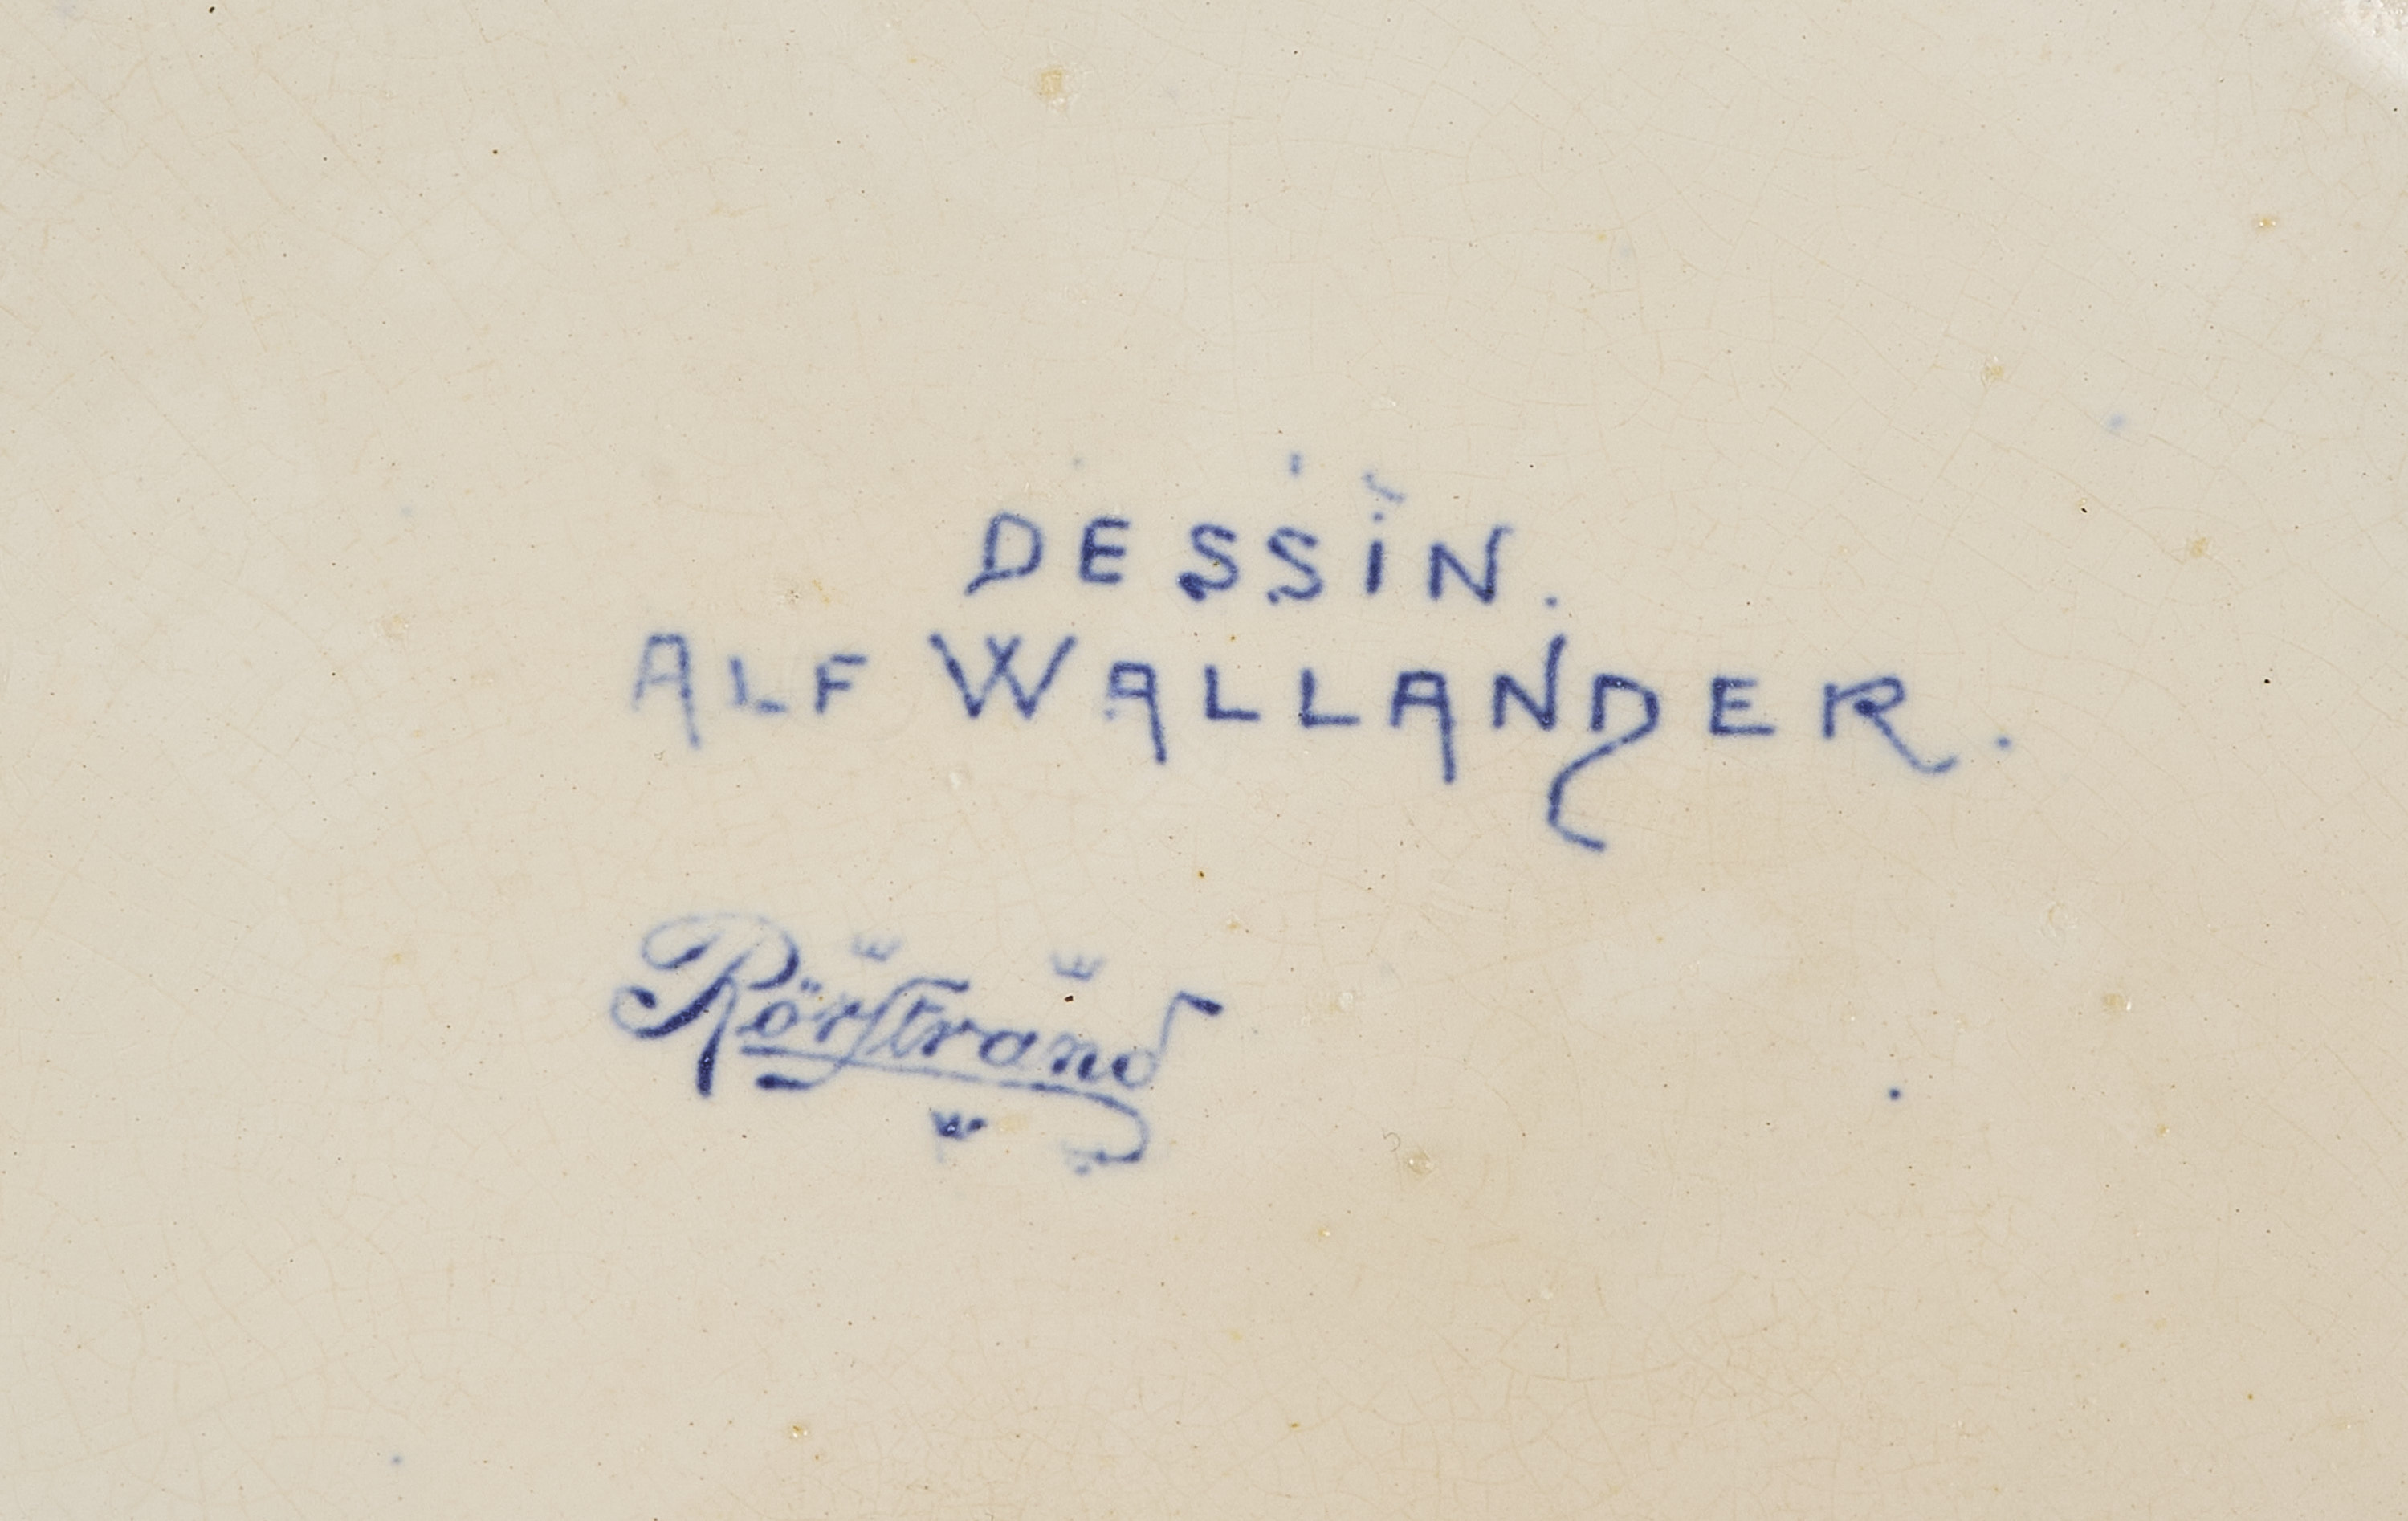 DESSiN.
ALF WALLANDER.
Rörstrand